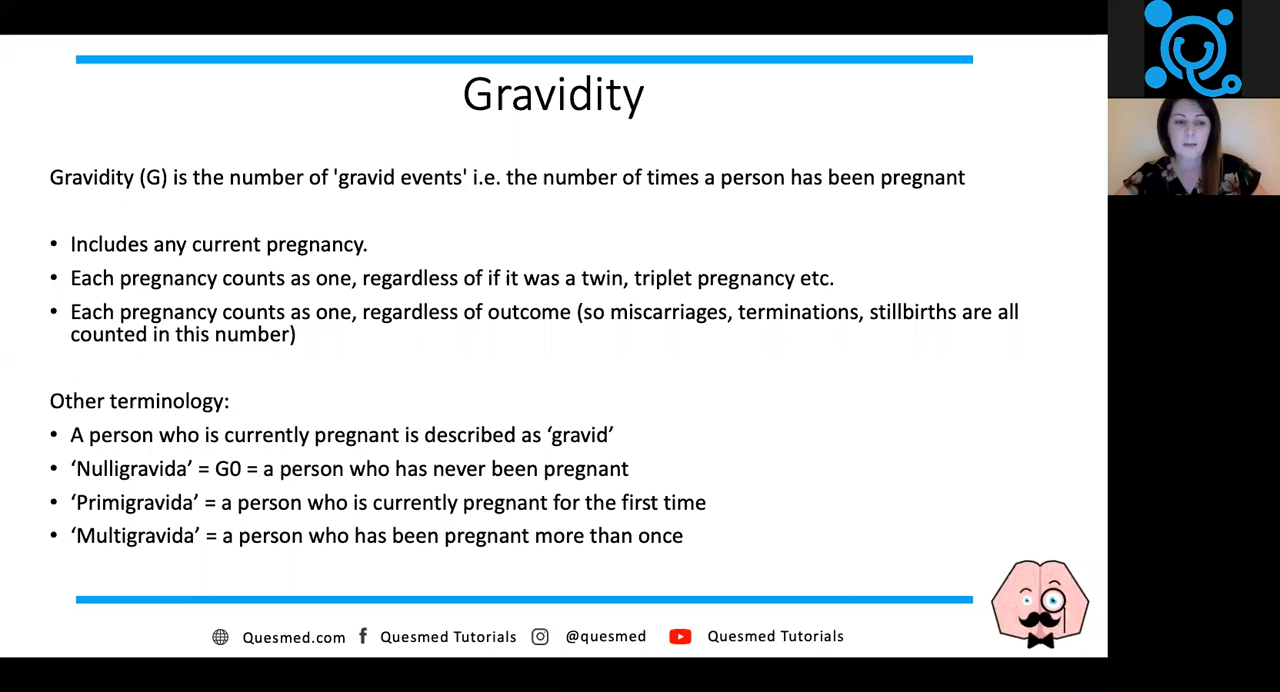 Gravidity
Gravidity (G) is the number of 'gravid events' i.e. the number of times a person has been pregnant
• Includes any current pregnancy.
• Each pregnancy counts as one, regardless of if it was a twin, triplet pregnancy etc.
• Each pregnancy counts as one, regardless of outcome (so miscarriages, terminations, stillbirths are all
counted in this number)
Other terminology:
• A person who is currently pregnant is described as ‘gravid’
• ‘Nulligravida’ = G0 = a person who has never been pregnant
• ‘Primigravida’ = a person who is currently pregnant for the first time
• ‘Multigravida’ = a person who has been pregnant more than once
Quesmed.com f Quesmed Tutorials @quesmed Quesmed Tutorials